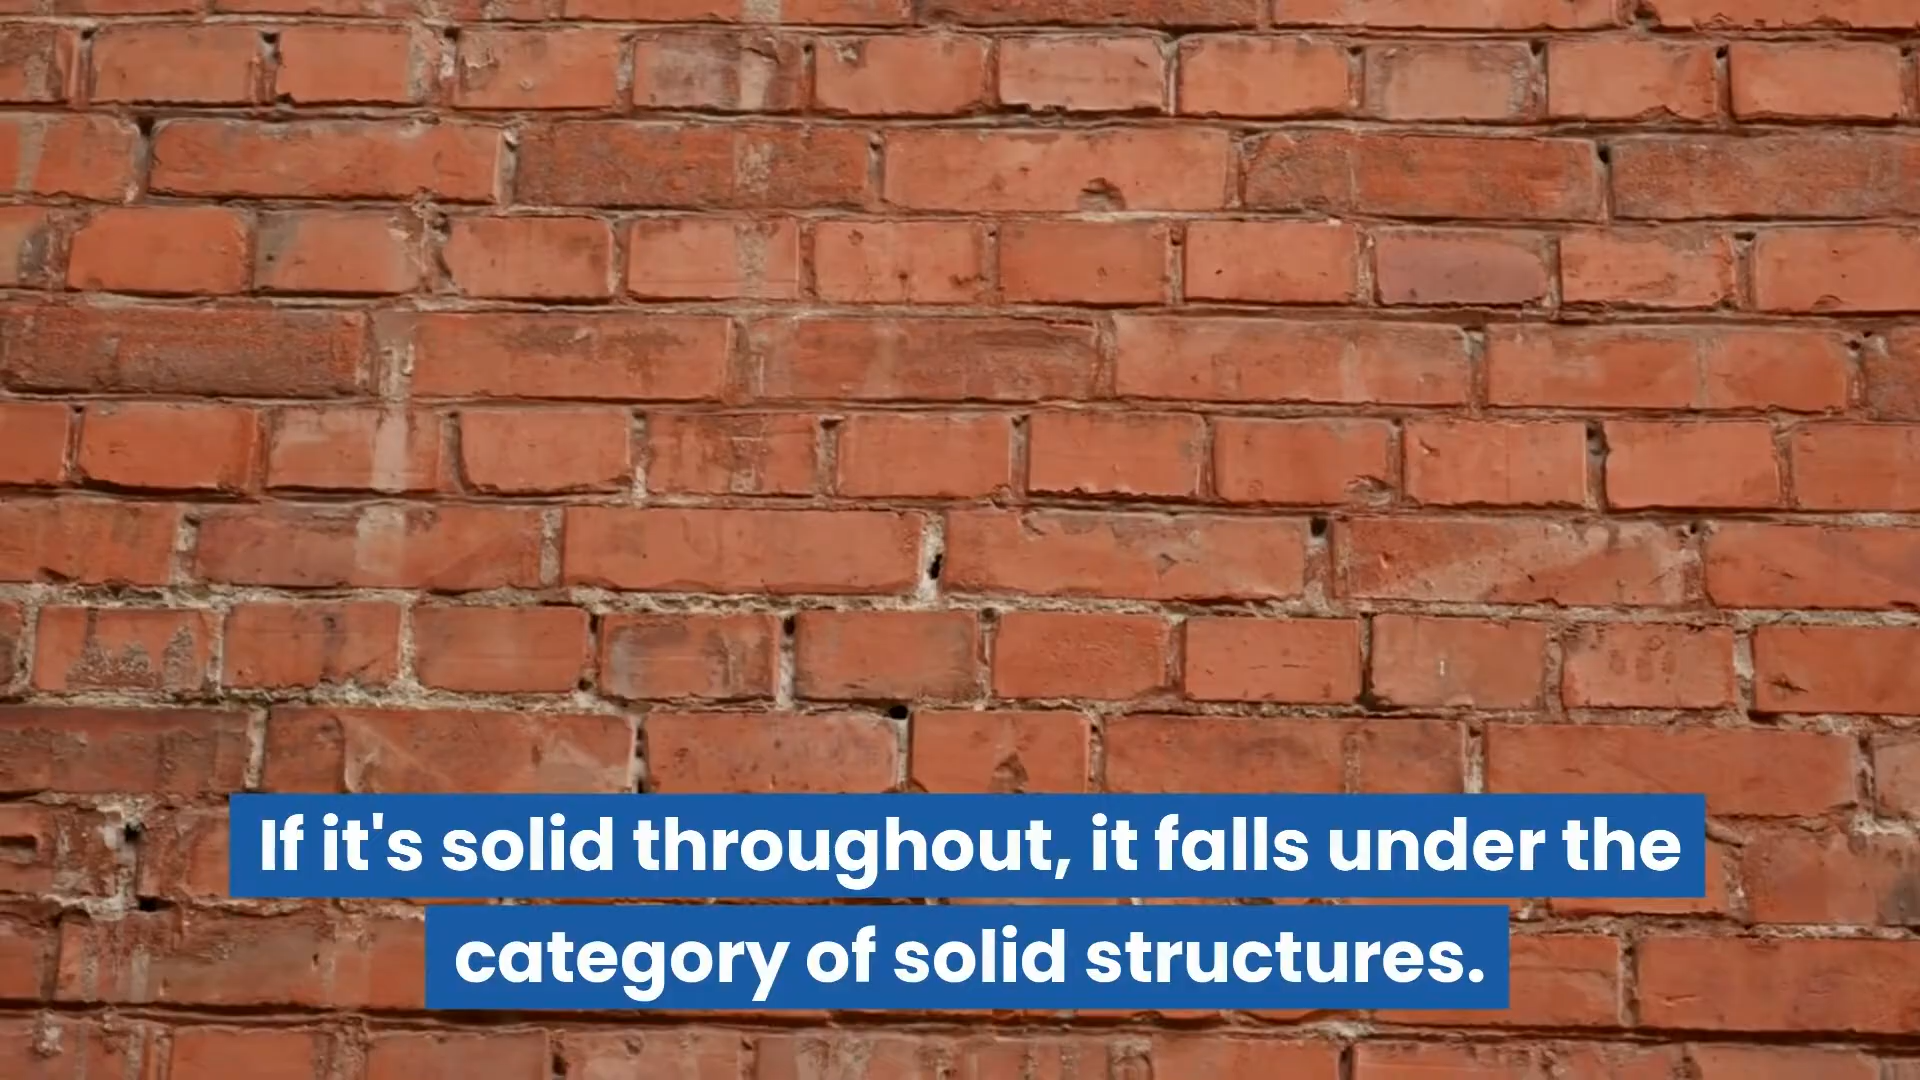 If it's solid throughout, it falls under the
category of solid structures.